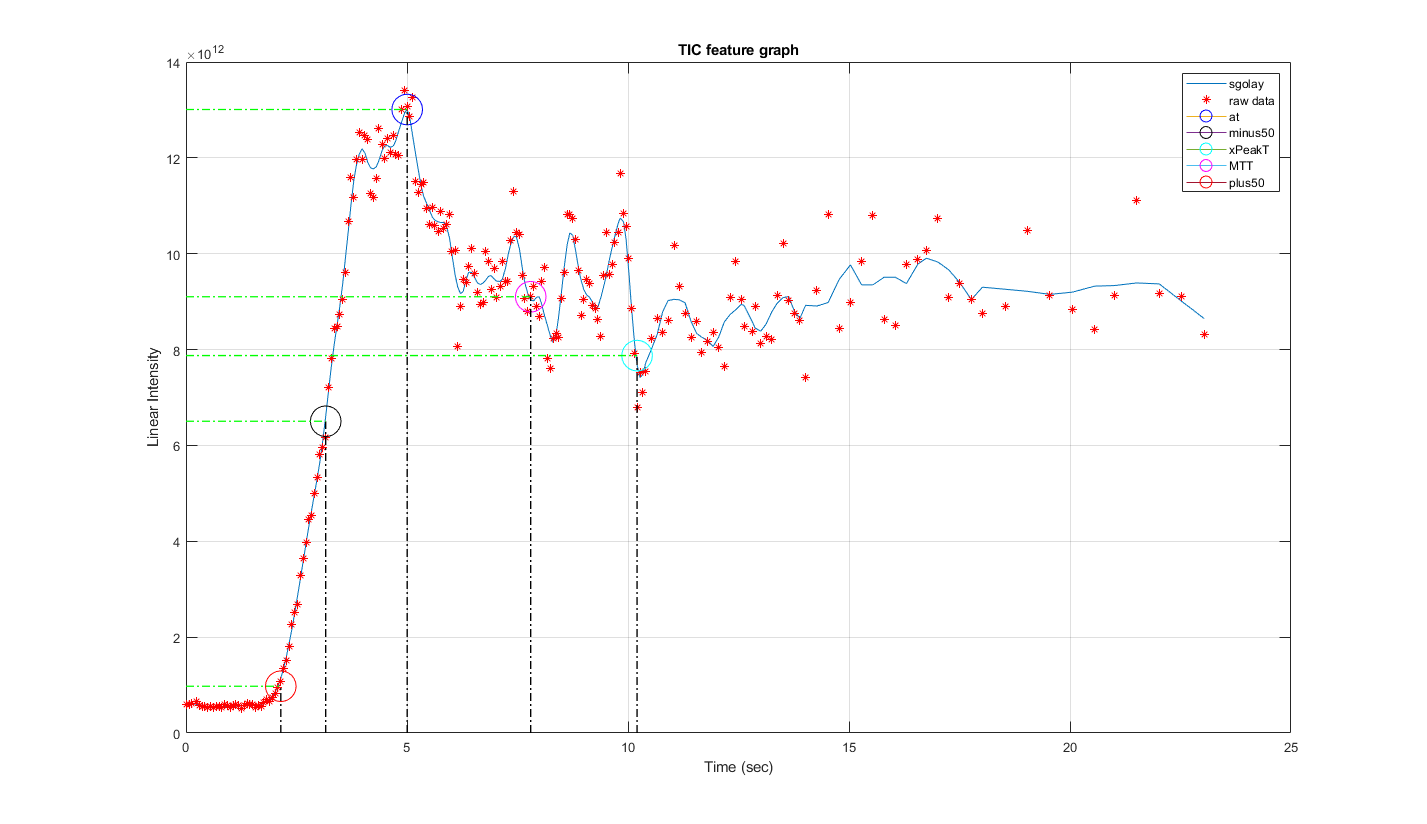 TIC feature graph
×10^12
14
12
10
8
6
4
2
0
Linear Intensity
0 5 10 15 20 25
Time (sec)
sgolay
raw data
at
minus50
xPeakT
MTT
plus50